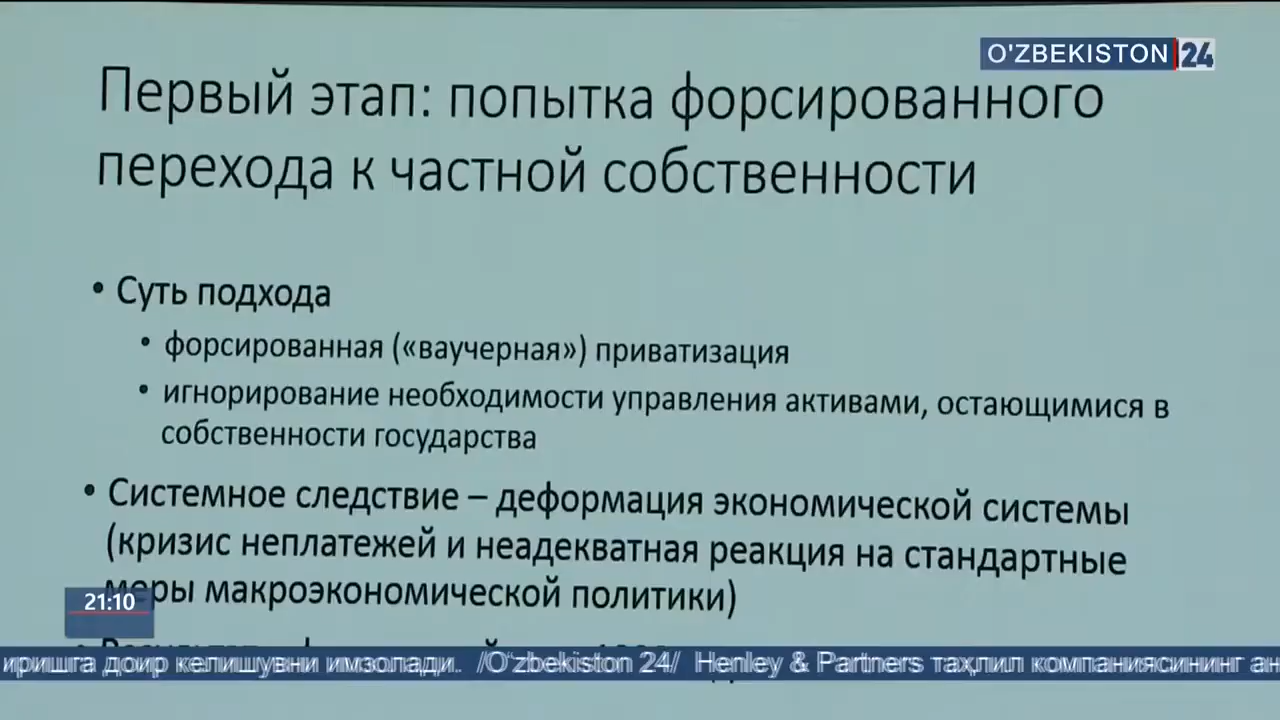 O'ZBEKISTON 24
Первый этап: попытка форсированного
перехода к частной собственности
• Суть подхода
• форсированная («ваучерная») приватизация
• игнорирование необходимости управления активами, остающимися в
собственности государства
• Системное следствие – деформация экономической системы
(кризис неплатежей и неадекватная реакция на стандартные
меры макроэкономической политики)
21:10
иришга доир келишувни имзолади. /O‘zbekiston 24/ Henley & Partners таҳлил компаниясининг ан